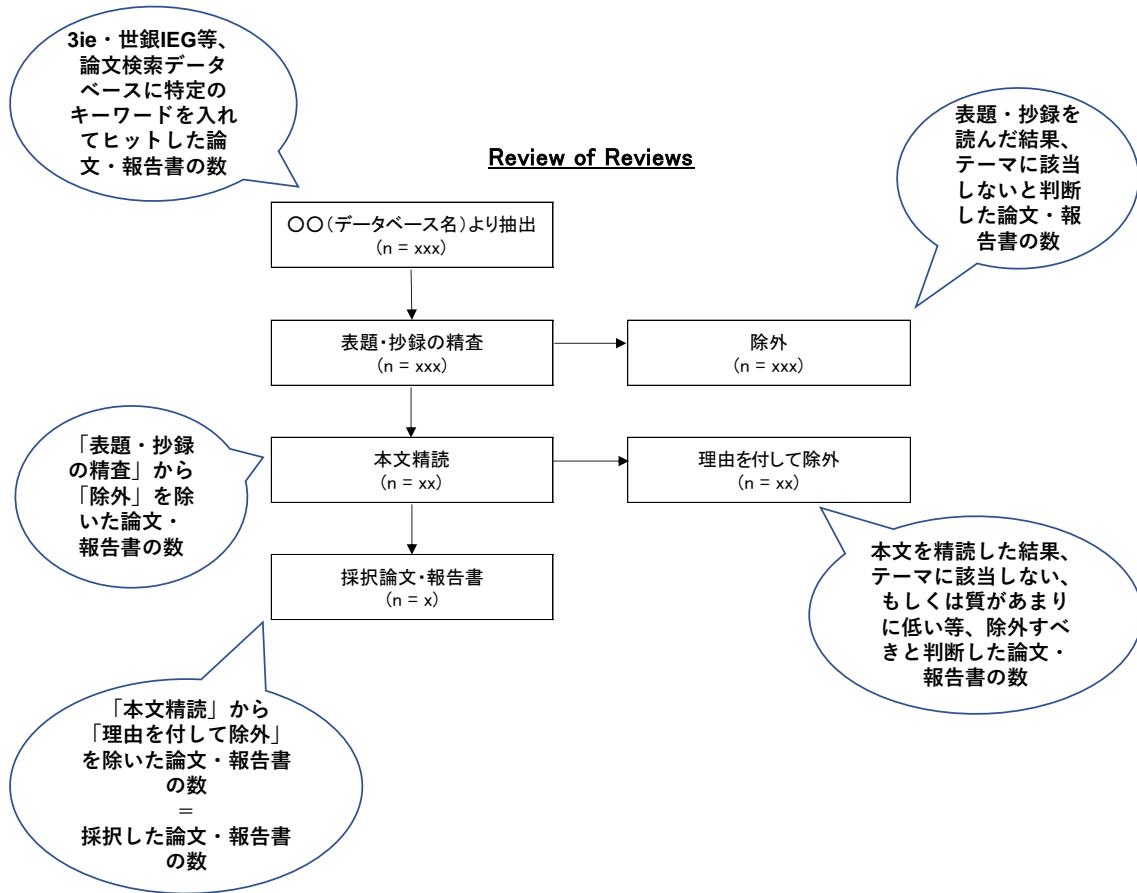 3ie・世銀IEG等、
論文検索データ
ベースに特定の
キーワードを入れ
てヒットした論
文・報告書の数
表題・抄録を
読んだ結果、
テーマに該当
しないと判断
した論文・報
告書の数
Review of Reviews
〇〇（データベース名）より抽出
(n = xxx)
表題・抄録の精査
(n = xxx)
除外
(n = xxx)
「表題・抄録
の精査」から
「除外」を除
いた論文・
報告書の数
本文精読
(n = xx)
理由を付して除外
(n = xx)
採択論文・報告書
(n = x)
本文を精読した結果、
テーマに該当しない、
もしくは質があまり
に低い等、除外すべ
きと判断した論文・
報告書の数
「本文精読」から
「理由を付して除外」
を除いた論文・報告書
の数
＝
採択した論文・報告書
の数